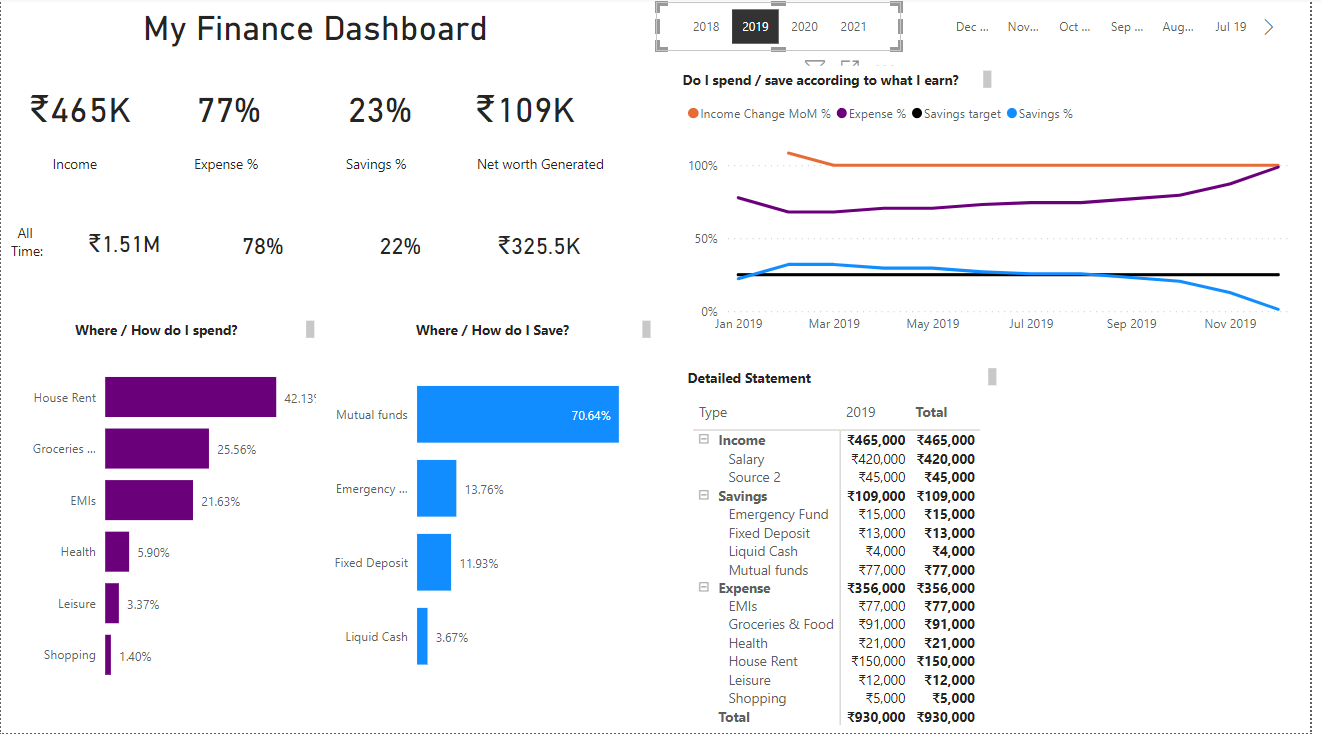 My Finance Dashboard
2018 2019 2020 2021
Dec ... Nov... Oct ... Sep ... Aug... Jul 19
₹465K 77% 23% ₹109K
Income Expense % Savings % Net worth Generated
All
Time: ₹1.51M 78% 22% ₹325.5K
Do I spend / save according to what I earn?
Income Change MoM % Expense % Savings target Savings %
100%
50%
0%
Jan 2019 Mar 2019 May 2019 Jul 2019 Sep 2019 Nov 2019
Where / How do I spend?
House Rent 42.13
Groceries ... 25.56%
EMIs 21.63%
Health 5.90%
Leisure 3.37%
Shopping 1.40%
Where / How do I Save?
Mutual funds 70.64%
Emergency ... 13.76%
Fixed Deposit 11.93%
Liquid Cash 3.67%
Detailed Statement
Type 2019 Total
Income ₹465,000 ₹465,000
Salary ₹420,000 ₹420,000
Source 2 ₹45,000 ₹45,000
Savings ₹109,000 ₹109,000
Emergency Fund ₹15,000 ₹15,000
Fixed Deposit ₹13,000 ₹13,000
Liquid Cash ₹4,000 ₹4,000
Mutual funds ₹77,000 ₹77,000
Expense ₹356,000 ₹356,000
EMIs ₹77,000 ₹77,000
Groceries & Food ₹91,000 ₹91,000
Health ₹21,000 ₹21,000
House Rent ₹150,000 ₹150,000
Leisure ₹12,000 ₹12,000
Shopping ₹5,000 ₹5,000
Total ₹930,000 ₹930,000